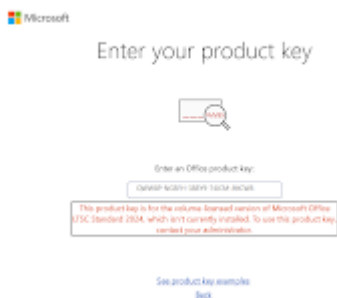 Microsoft
Enter your product key
Enter an Office product key:
This product key is for the volume-licensed version of Microsoft Office
LTSC Standard 2024, which isn't currently installed. To use this product key,
contact your administrator.
See product key examples
Back